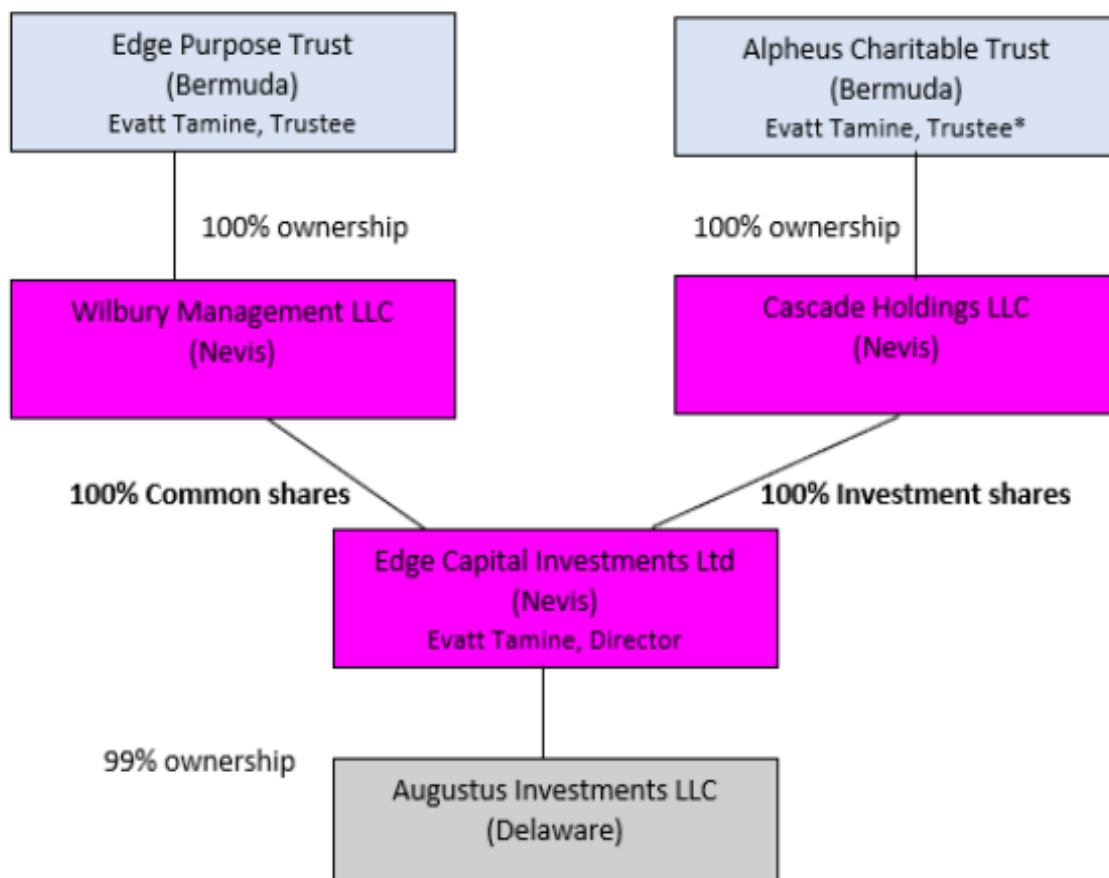 Edge Purpose Trust
(Bermuda)
Evatt Tamine, Trustee
Alpheus Charitable Trust
(Bermuda)
Evatt Tamine, Trustee*
100% ownership
100% ownership
Wilbury Management LLC
(Nevis)
Cascade Holdings LLC
(Nevis)
100% Common shares
100% Investment shares
Edge Capital Investments Ltd
(Nevis)
Evatt Tamine, Director
99% ownership
Augustus Investments LLC
(Delaware)